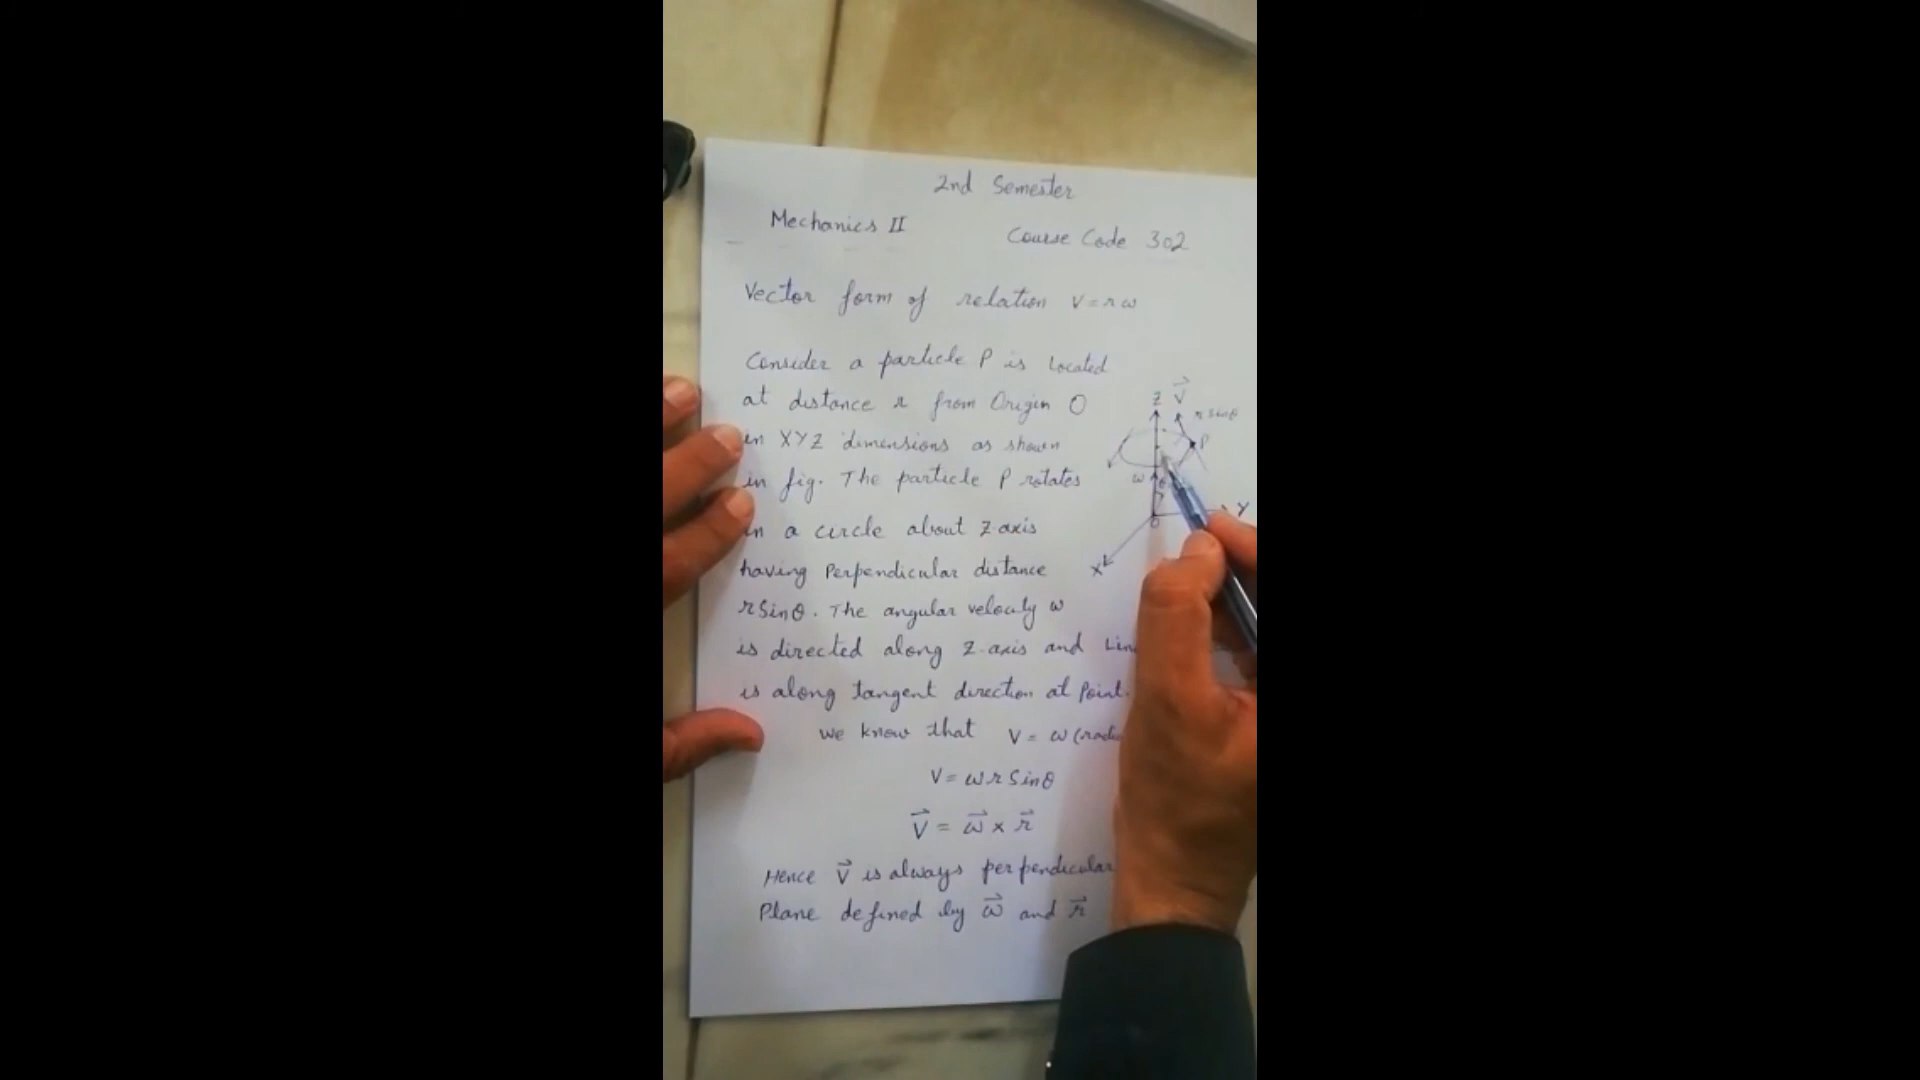 2nd Semester
Mechanics II
Course Code 302
Vector form of relation V = rω
Consider a particle P is Located
at distance r from Origin O
in XYZ dimensions as shown
in fig. The particle P rotates
in a circle about Z axis
having Perpendicular distance
rSinθ. The angular velocity ω
is directed along Z-axis and
is along tangent direction at Point
we know that V = ω
V = ωrSinθ
V⃗ = ω⃗ × r⃗
Hence V⃗ is always perpendicular
Plane defined by ω⃗ and r⃗
Z V⃗
r Sinθ
P
ω θ
O
Y
X